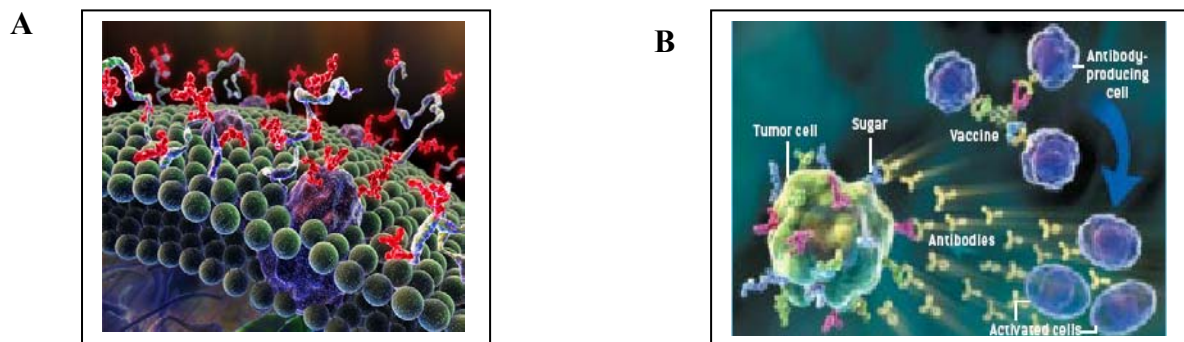 A
B
Antibody-
producing
cell
Sugar
Tumor cell
Vaccine
Antibodies
Activated cells